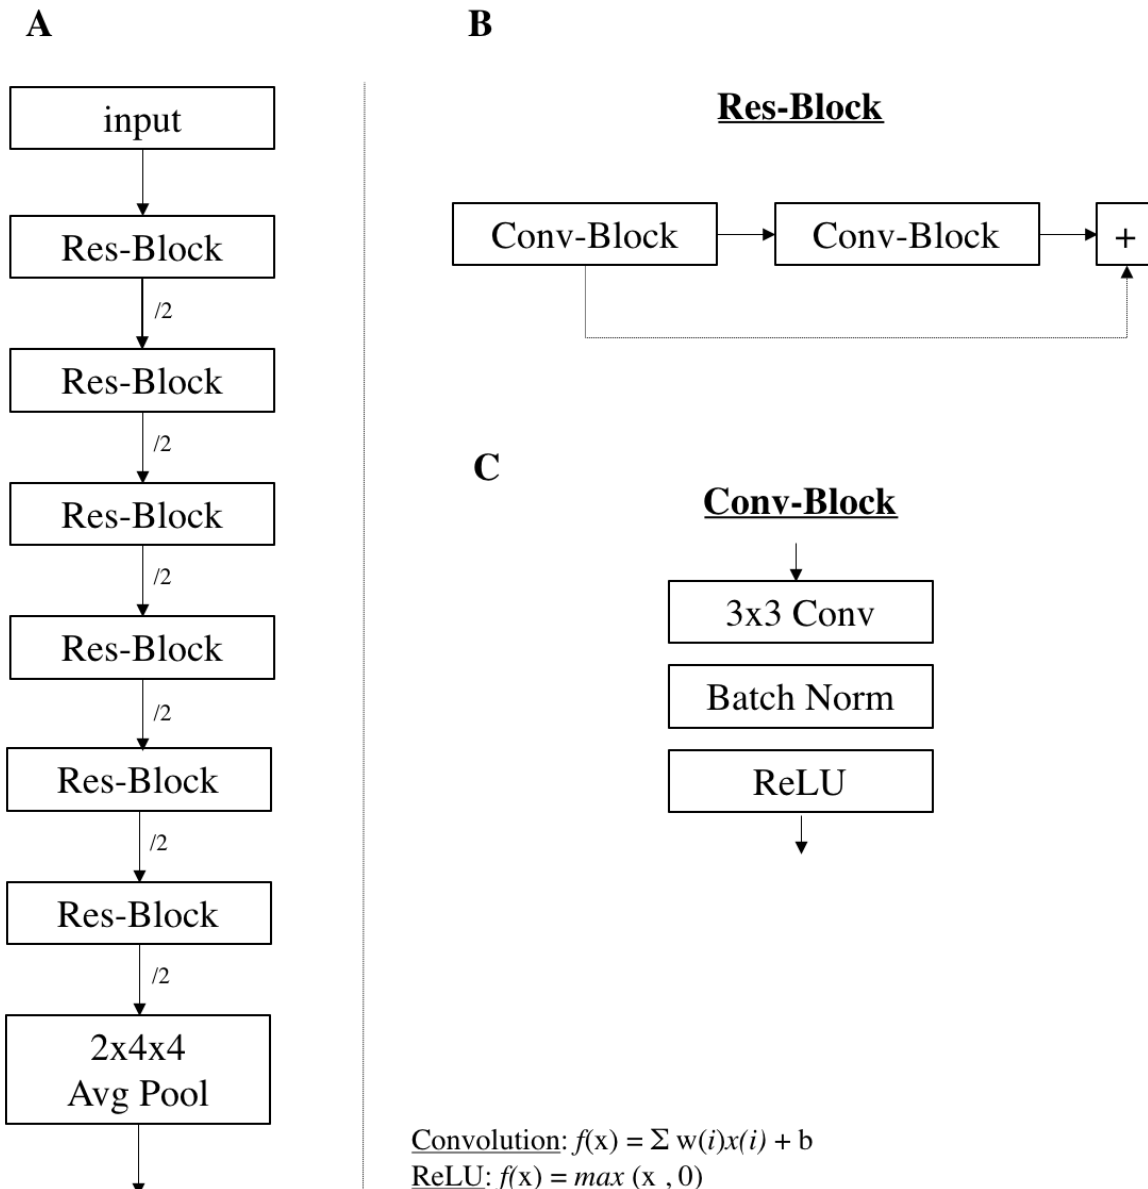 A
input
Res-Block
/2
Res-Block
/2
Res-Block
/2
Res-Block
/2
Res-Block
/2
Res-Block
/2
2x4x4
Avg Pool
B
Res-Block
Conv-Block
Conv-Block
+
C
Conv-Block
3x3 Conv
Batch Norm
ReLU
Convolution: f(x) = Σ w(i)x(i) + b
ReLU: f(x) = max (x , 0)